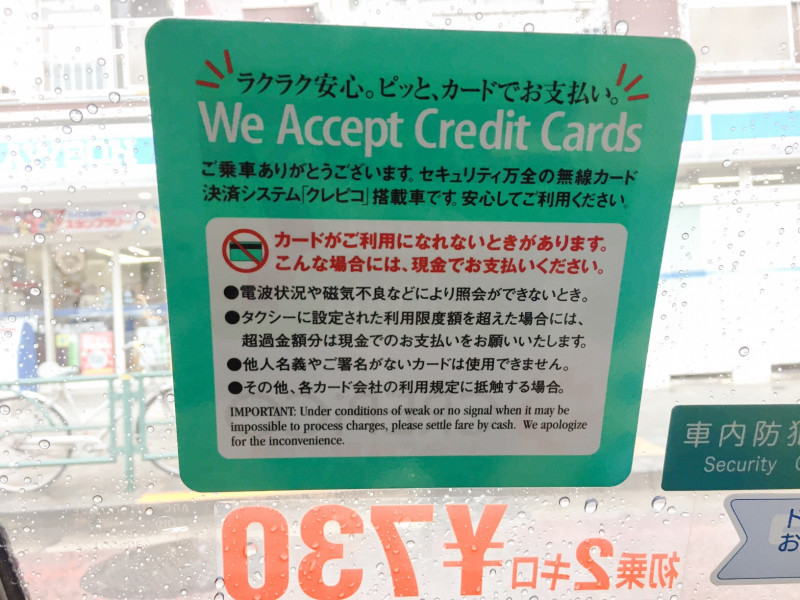 ラクラク安心。ピッと、カードでお支払い。
We Accept Credit Cards
ご乗車ありがとうございます。セキュリティ万全の無線カード
決済システム「クレピコ」搭載車です。安心してご利用ください。
カードがご利用になれないときがあります。
こんな場合には、現金でお支払いください。
●電波状況や磁気不良などにより照会ができないとき。
●タクシーに設定された利用限度額を超えた場合には、
超過金額分は現金でのお支払いをお願いいたします。
●他人名義やご署名がないカードは使用できません。
●その他、各カード会社の利用規定に抵触する場合。
IMPORTANT: Under conditions of weak or no signal when it may be
impossible to process charges, please settle fare by cash. We apologize
for the inconvenience.
車内防犯
Security
初乗2キロ¥730